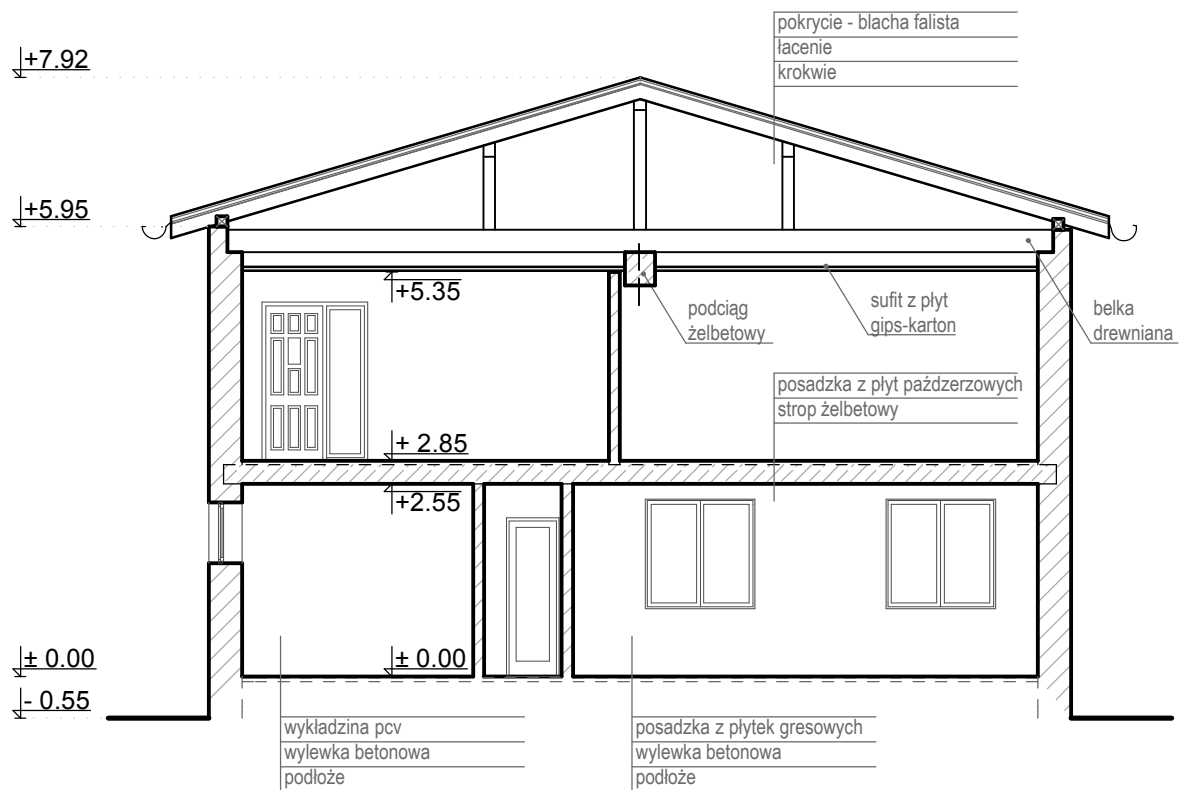 pokrycie - blacha falista
łacenie
krokwie
+7.92
+5.95
+5.35
podciąg
żelbetowy
sufit z płyt
gips-karton
belka
drewniana
posadzka z płyt paździerzowych
strop żelbetowy
+ 2.85
+2.55
± 0.00
± 0.00
- 0.55
wykładzina pcv
wylewka betonowa
podłoże
posadzka z płytek gresowych
wylewka betonowa
podłoże